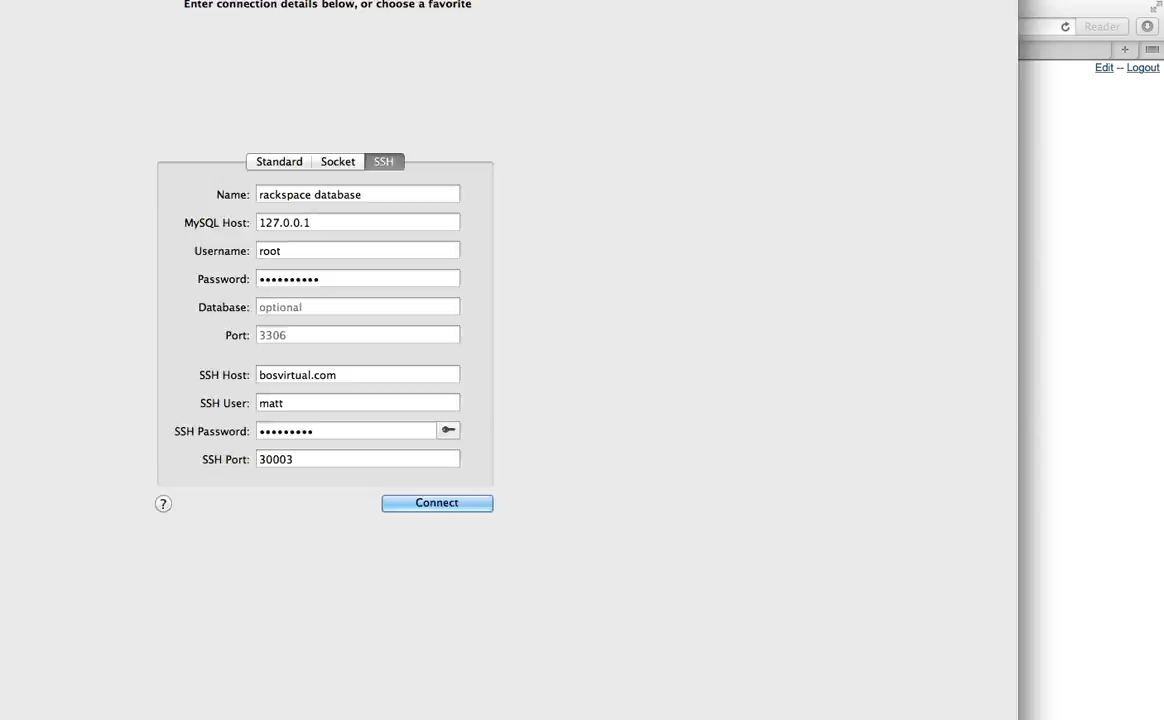 Enter connection details below, or choose a favorite
Reader
+
Edit -- Logout
Standard Socket SSH
Name: rackspace database
MySQL Host: 127.0.0.1
Username: root
Password: ••••••••••
Database: optional
Port: 3306
SSH Host: bosvirtual.com
SSH User: matt
SSH Password: •••••••••
SSH Port: 30003
? Connect